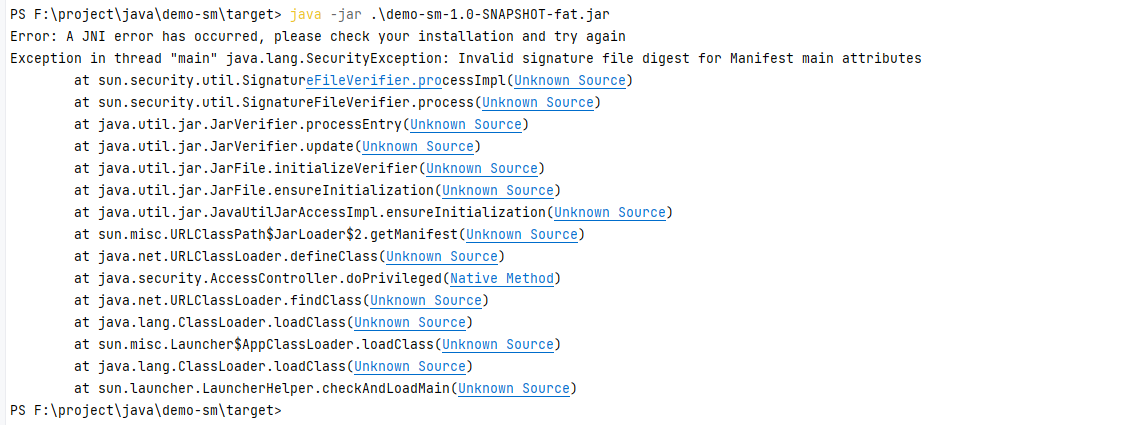 PS F:\project\java\demo-sm\target> java -jar .\demo-sm-1.0-SNAPSHOT-fat.jar
Error: A JNI error has occurred, please check your installation and try again
Exception in thread "main" java.lang.SecurityException: Invalid signature file digest for Manifest main attributes
        at sun.security.util.SignatureFileVerifier.processImpl(Unknown Source)
        at sun.security.util.SignatureFileVerifier.process(Unknown Source)
        at java.util.jar.JarVerifier.processEntry(Unknown Source)
        at java.util.jar.JarVerifier.update(Unknown Source)
        at java.util.jar.JarFile.initializeVerifier(Unknown Source)
        at java.util.jar.JarFile.ensureInitialization(Unknown Source)
        at java.util.jar.JavaUtilJarAccessImpl.ensureInitialization(Unknown Source)
        at sun.misc.URLClassPath$JarLoader$2.getManifest(Unknown Source)
        at java.net.URLClassLoader.defineClass(Unknown Source)
        at java.security.AccessController.doPrivileged(Native Method)
        at java.net.URLClassLoader.findClass(Unknown Source)
        at java.lang.ClassLoader.loadClass(Unknown Source)
        at sun.misc.Launcher$AppClassLoader.loadClass(Unknown Source)
        at java.lang.ClassLoader.loadClass(Unknown Source)
        at sun.launcher.LauncherHelper.checkAndLoadMain(Unknown Source)
PS F:\project\java\demo-sm\target>